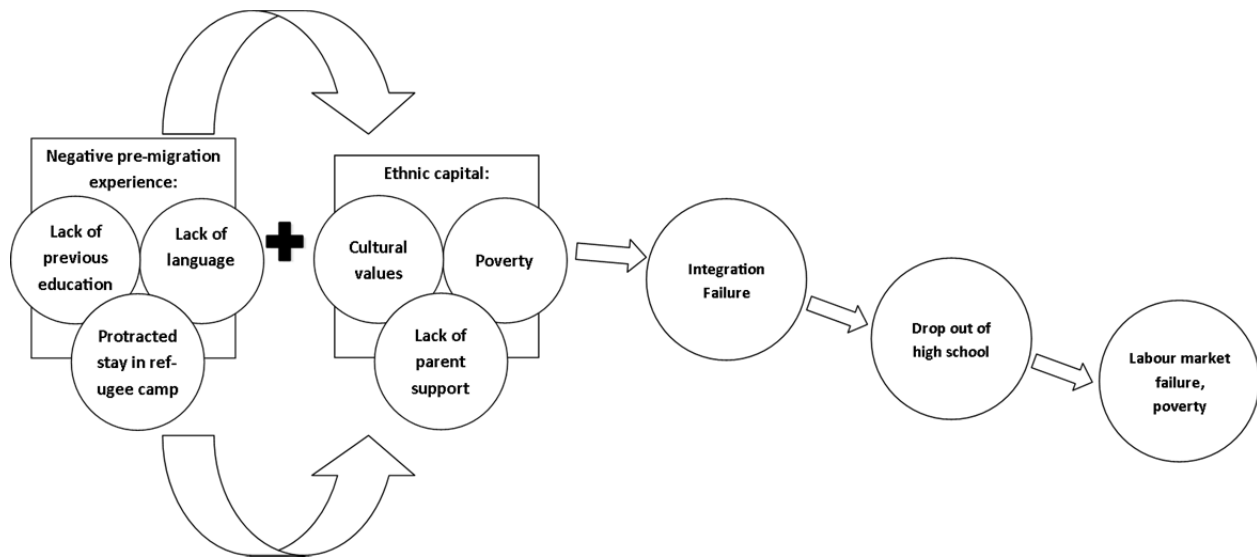 Negative pre-migration
experience:
Lack of
previous
education
Lack of
language
Protracted
stay in ref-
ugee camp
Ethnic capital:
Cultural
values
Poverty
Lack of
parent
support
Integration
Failure
Drop out of
high school
Labour market
failure,
poverty